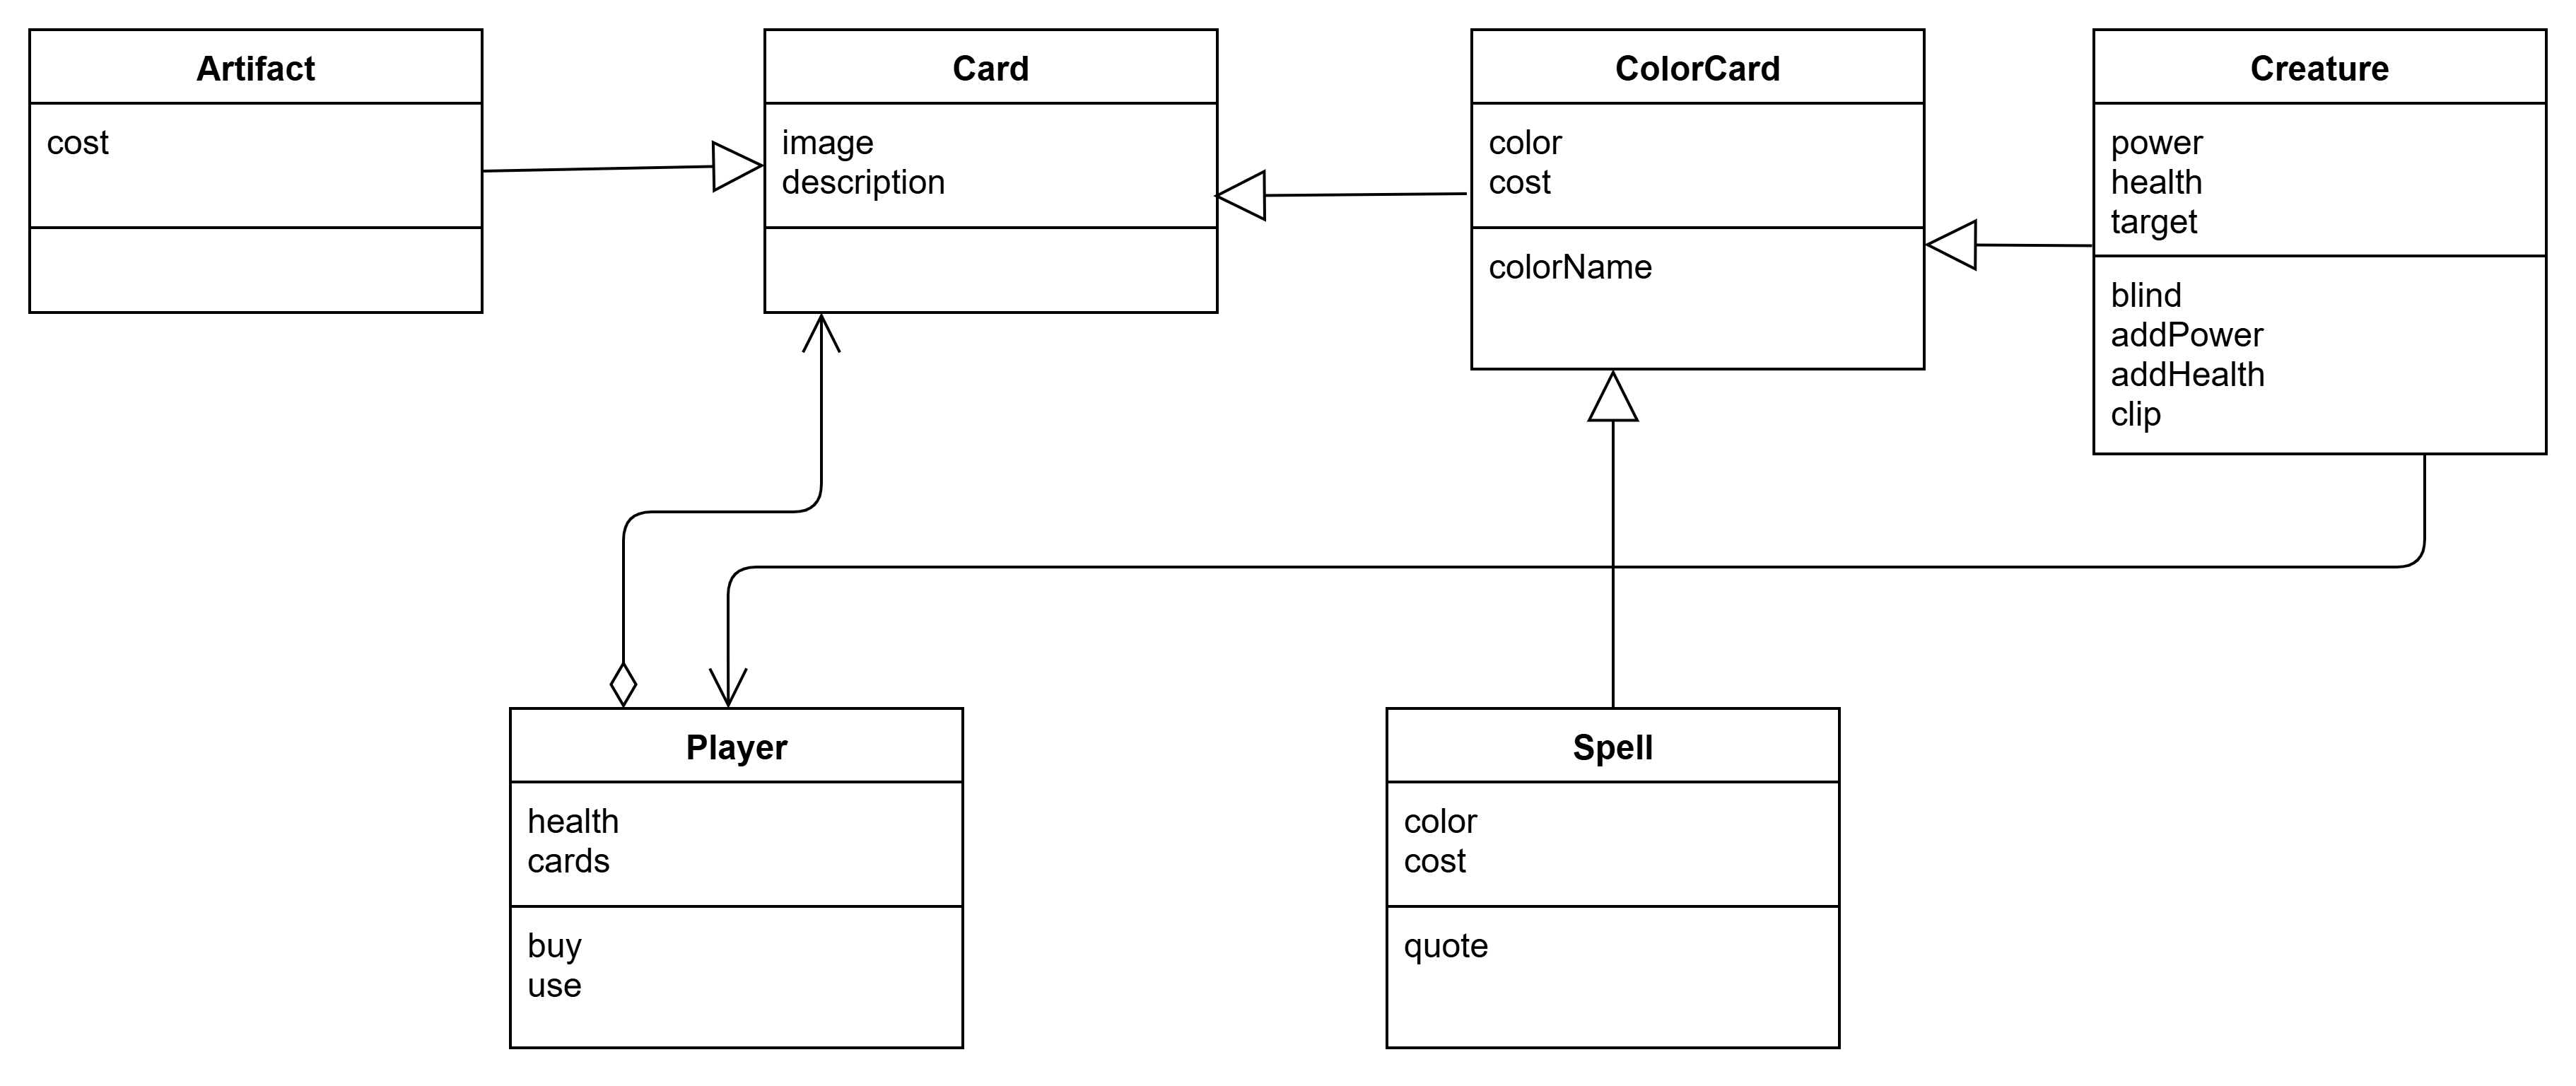 Artifact
cost
Card
image
description
ColorCard
color
cost
colorName
Creature
power
health
target
blind
addPower
addHealth
clip
Player
health
cards
buy
use
Spell
color
cost
quote